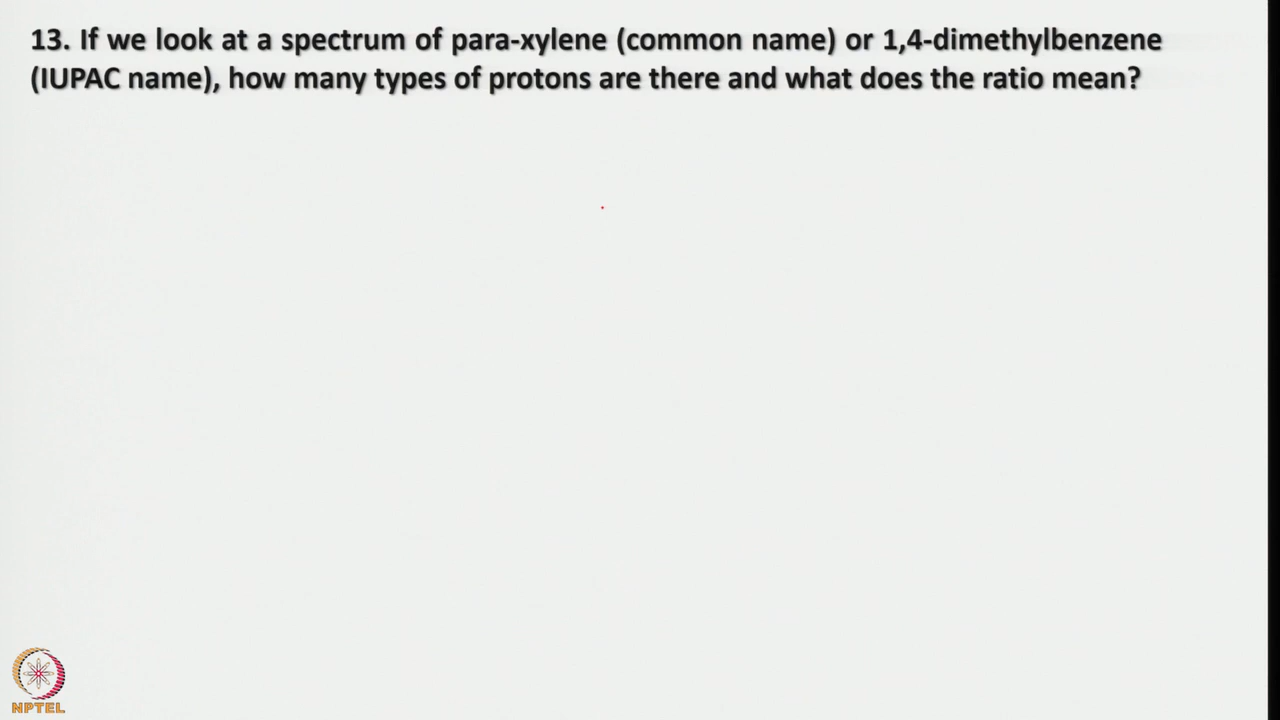 13. If we look at a spectrum of para-xylene (common name) or 1,4-dimethylbenzene
(IUPAC name), how many types of protons are there and what does the ratio mean?
NPTEL